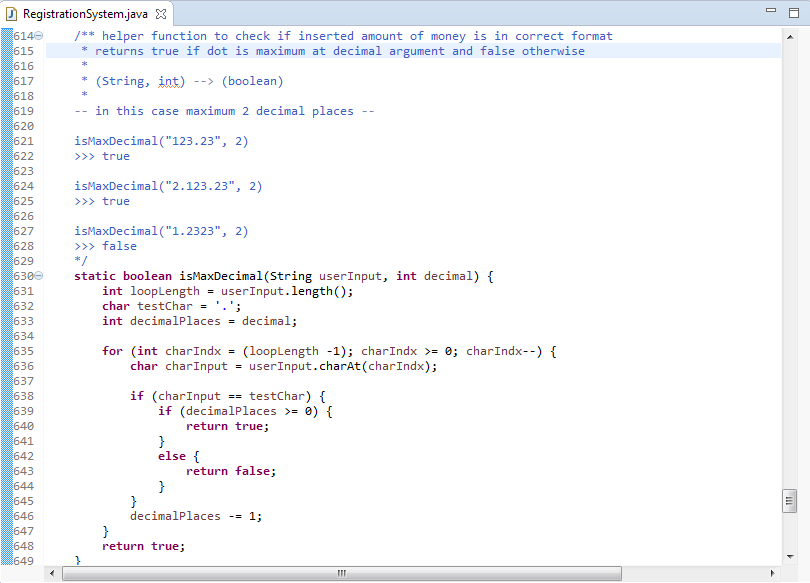 RegistrationSystem.java
614 /** helper function to check if inserted amount of money is in correct format
615 * returns true if dot is maximum at decimal argument and false otherwise
616 *
617 * (String, int) --> (boolean)
618 *
619 -- in this case maximum 2 decimal places --
620
621 isMaxDecimal("123.23", 2)
622 >>> true
623
624 isMaxDecimal("2.123.23", 2)
625 >>> true
626
627 isMaxDecimal("1.2323", 2)
628 >>> false
629 */
630 static boolean isMaxDecimal(String userInput, int decimal) {
631 int loopLength = userInput.length();
632 char testChar = '.';
633 int decimalPlaces = decimal;
634
635 for (int charIndx = (loopLength -1); charIndx >= 0; charIndx--) {
636 char charInput = userInput.charAt(charIndx);
637
638 if (charInput == testChar) {
639 if (decimalPlaces >= 0) {
640 return true;
641 }
642 else {
643 return false;
644 }
645 }
646 decimalPlaces -= 1;
647 }
648 return true;
649 }